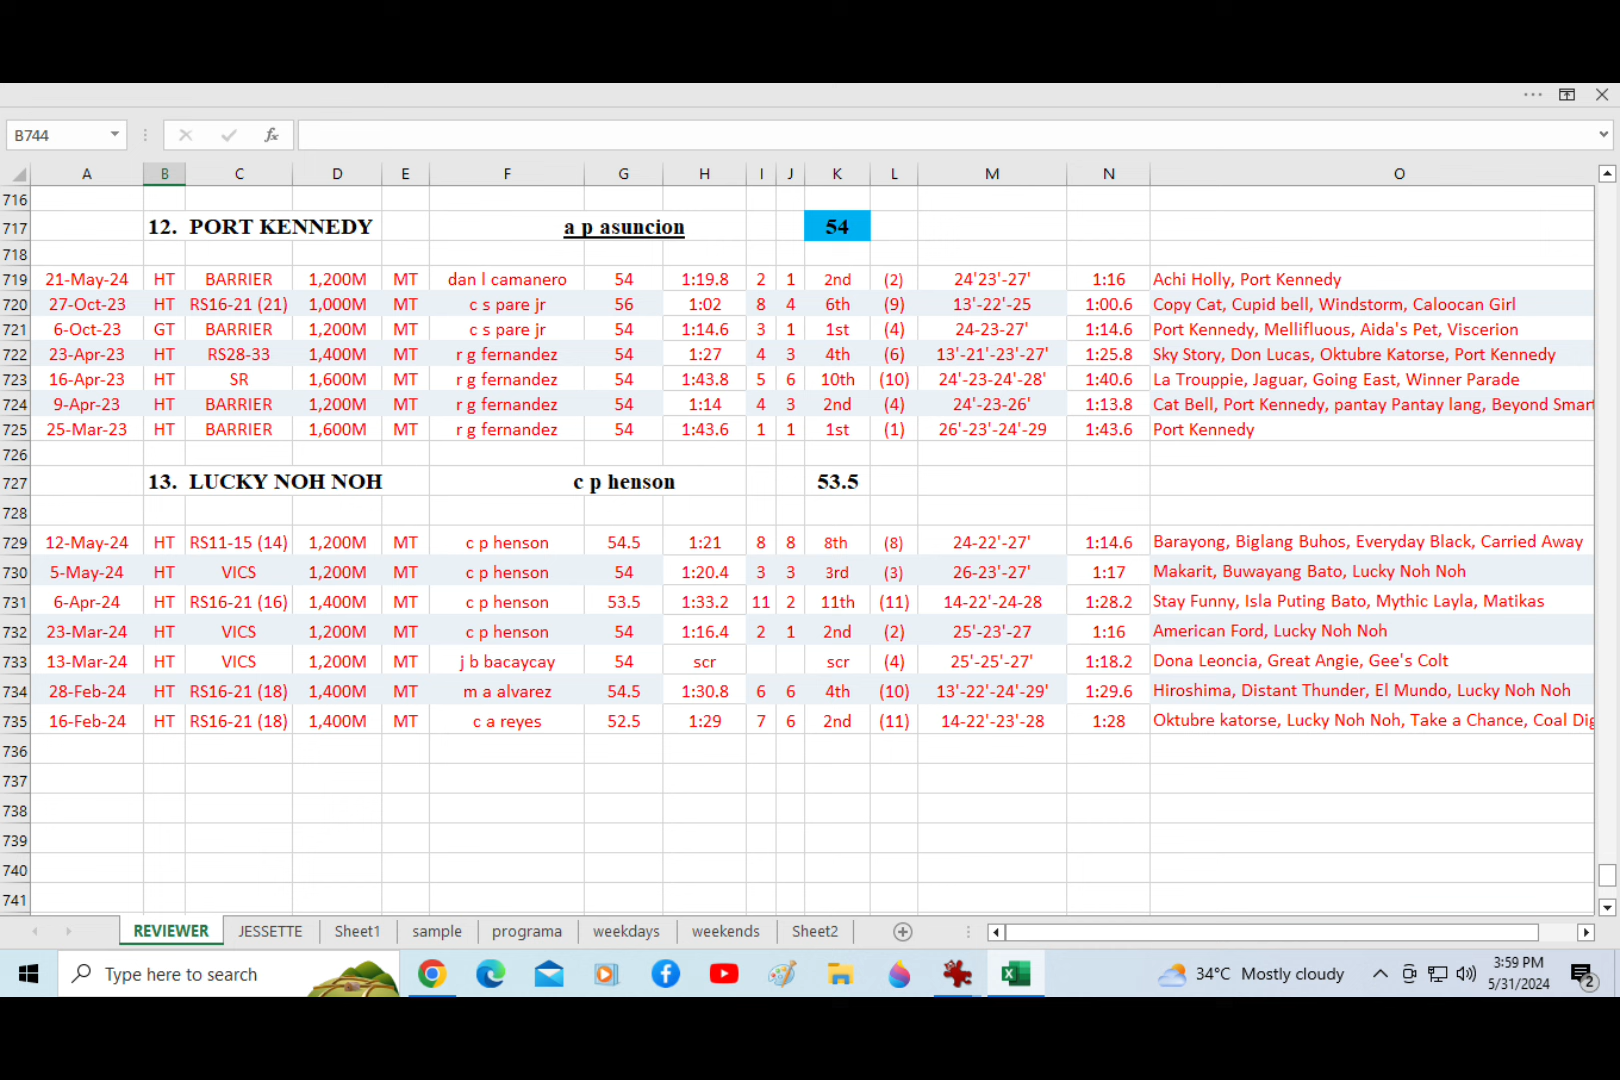 B744
fx
A B C D E F G H I J K L M N O
716
717 12. PORT KENNEDY a p asuncion 54
718
719 21-May-24 HT BARRIER 1,200M MT dan l camanero 54 1:19.8 2 1 2nd (2) 24'23'-27' 1:16 Achi Holly, Port Kennedy
720 27-Oct-23 HT RS16-21 (21) 1,000M MT c s pare jr 56 1:02 8 4 6th (9) 13'-22'-25 1:00.6 Copy Cat, Cupid bell, Windstorm, Caloocan Girl
721 6-Oct-23 GT BARRIER 1,200M MT c s pare jr 54 1:14.6 3 1 1st (4) 24-23-27' 1:14.6 Port Kennedy, Mellifluous, Aida's Pet, Viscerion
722 23-Apr-23 HT RS28-33 1,400M MT r g fernandez 54 1:27 4 3 4th (6) 13'-21'-23'-27' 1:25.8 Sky Story, Don Lucas, Oktubre Katorse, Port Kennedy
723 16-Apr-23 HT SR 1,600M MT r g fernandez 54 1:43.8 5 6 10th (10) 24'-23-24'-28' 1:40.6 La Trouppie, Jaguar, Going East, Winner Parade
724 9-Apr-23 HT BARRIER 1,200M MT r g fernandez 54 1:14 4 3 2nd (4) 24'-23-26' 1:13.8 Cat Bell, Port Kennedy, pantay Pantay lang, Beyond Smart
725 25-Mar-23 HT BARRIER 1,600M MT r g fernandez 54 1:43.6 1 1 1st (1) 26'-23'-24'-29 1:43.6 Port Kennedy
726
727 13. LUCKY NOH NOH c p henson 53.5
728
729 12-May-24 HT RS11-15 (14) 1,200M MT c p henson 54.5 1:21 8 8 8th (8) 24-22'-27' 1:14.6 Barayong, Biglang Buhos, Everyday Black, Carried Away
730 5-May-24 HT VICS 1,200M MT c p henson 54 1:20.4 3 3 3rd (3) 26-23'-27' 1:17 Makarit, Buwayang Bato, Lucky Noh Noh
731 6-Apr-24 HT RS16-21 (16) 1,400M MT c p henson 53.5 1:33.2 11 2 11th (11) 14-22'-24-28 1:28.2 Stay Funny, Isla Puting Bato, Mythic Layla, Matikas
732 23-Mar-24 HT VICS 1,200M MT c p henson 54 1:16.4 2 1 2nd (2) 25'-23'-27 1:16 American Ford, Lucky Noh Noh
733 13-Mar-24 HT VICS 1,200M MT j b bacaycay 54 scr scr (4) 25'-25'-27' 1:18.2 Dona Leoncia, Great Angie, Gee's Colt
734 28-Feb-24 HT RS16-21 (18) 1,400M MT m a alvarez 54.5 1:30.8 6 6 4th (10) 13'-22'-24'-29' 1:29.6 Hiroshima, Distant Thunder, El Mundo, Lucky Noh Noh
735 16-Feb-24 HT RS16-21 (18) 1,400M MT c a reyes 52.5 1:29 7 6 2nd (11) 14-22'-23'-28 1:28 Oktubre katorse, Lucky Noh Noh, Take a Chance, Coal Dig
736
737
738
739
740
741
REVIEWER JESSETTE Sheet1 sample programa weekdays weekends Sheet2
Type here to search 34°C Mostly cloudy 3:59 PM
5/31/2024 2